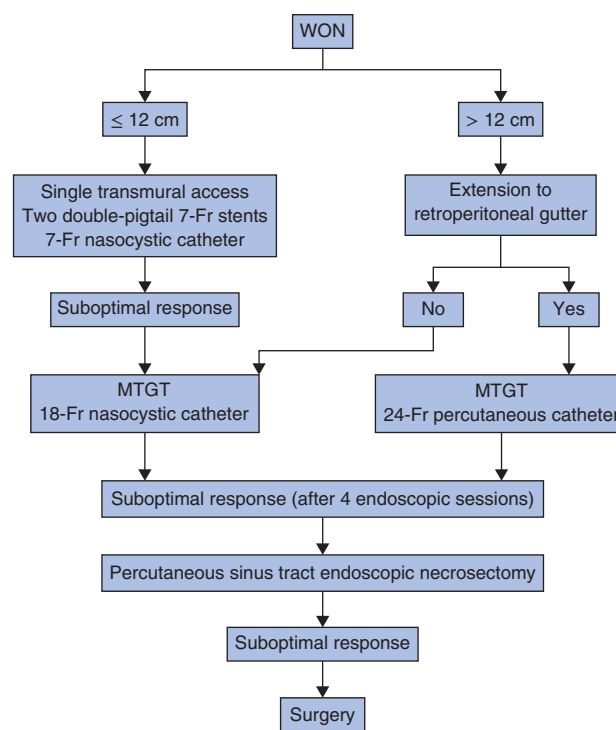 WON
≤ 12 cm
> 12 cm
Single transmural access
Two double-pigtail 7-Fr stents
7-Fr nasocystic catheter
Extension to
retroperitoneal gutter
Suboptimal response
No
Yes
MTGT
18-Fr nasocystic catheter
MTGT
24-Fr percutaneous catheter
Suboptimal response (after 4 endoscopic sessions)
Percutaneous sinus tract endoscopic necrosectomy
Suboptimal response
Surgery